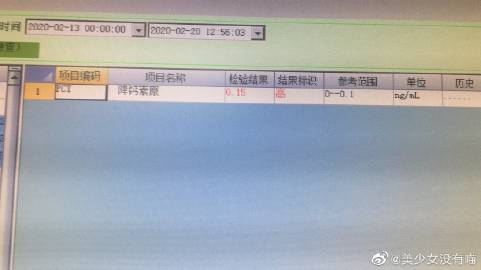 时间 2020-02-13 00:00:00 2020-02-20 12:56:03
查）
项目编码 项目名称 检验结果 结果标识 参考范围 单位 历史
1 PCT 降钙素原 0.15 高 0--0.1 ng/mL ------
@美少女没有喵